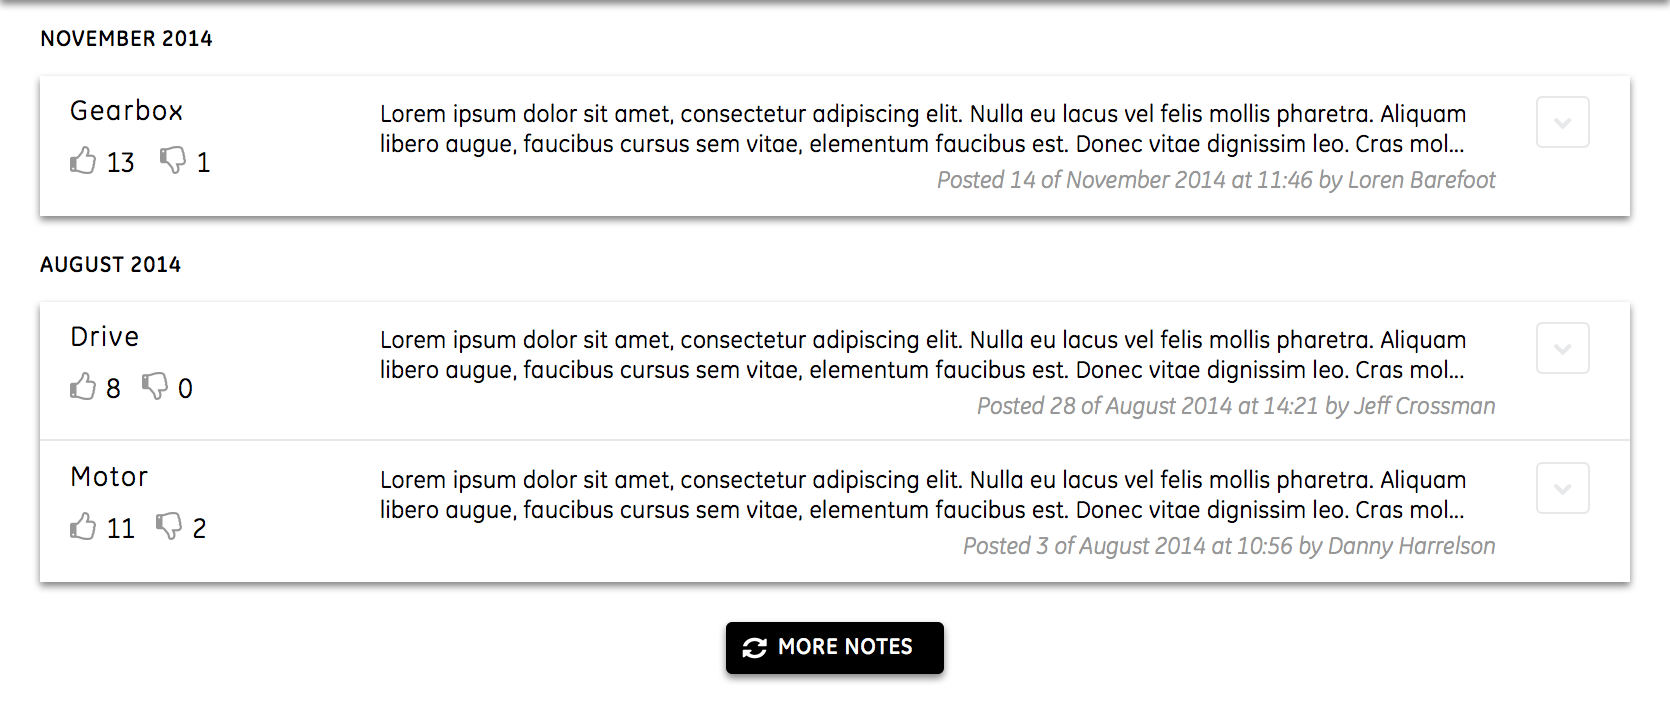 NOVEMBER 2014
Gearbox
13 1
Lorem ipsum dolor sit amet, consectetur adipiscing elit. Nulla eu lacus vel felis mollis pharetra. Aliquam
libero augue, faucibus cursus sem vitae, elementum faucibus est. Donec vitae dignissim leo. Cras mol...
Posted 14 of November 2014 at 11:46 by Loren Barefoot
AUGUST 2014
Drive
8 0
Lorem ipsum dolor sit amet, consectetur adipiscing elit. Nulla eu lacus vel felis mollis pharetra. Aliquam
libero augue, faucibus cursus sem vitae, elementum faucibus est. Donec vitae dignissim leo. Cras mol...
Posted 28 of August 2014 at 14:21 by Jeff Crossman
Motor
11 2
Lorem ipsum dolor sit amet, consectetur adipiscing elit. Nulla eu lacus vel felis mollis pharetra. Aliquam
libero augue, faucibus cursus sem vitae, elementum faucibus est. Donec vitae dignissim leo. Cras mol...
Posted 3 of August 2014 at 10:56 by Danny Harrelson
MORE NOTES